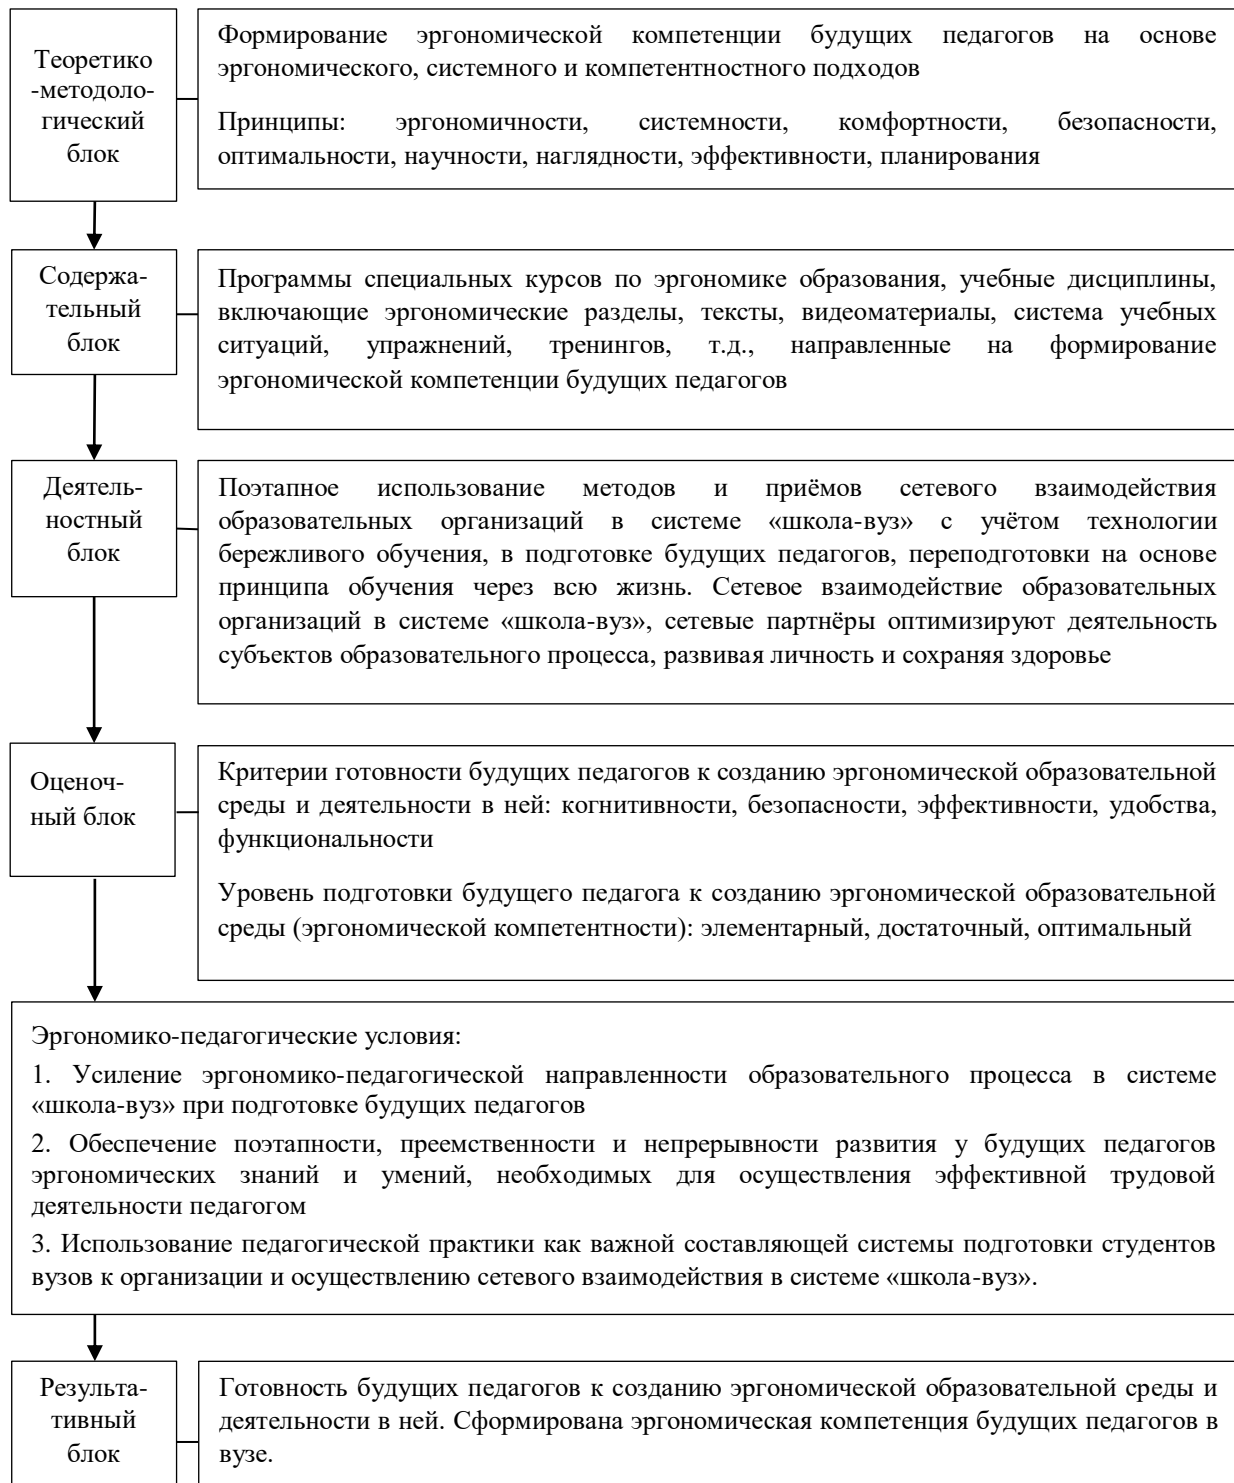 Теоретико
-методоло-
гический
блок
Формирование эргономической компетенции будущих педагогов на основе
эргономического, системного и компетентностного подходов
Принципы: эргономичности, системности, комфортности, безопасности,
оптимальности, научности, наглядности, эффективности, планирования
Содержа-
тельный
блок
Программы специальных курсов по эргономике образования, учебные дисциплины,
включающие эргономические разделы, тексты, видеоматериалы, система учебных
ситуаций, упражнений, тренингов, т.д., направленные на формирование
эргономической компетенции будущих педагогов
Деятель-
ностный
блок
Поэтапное использование методов и приёмов сетевого взаимодействия
образовательных организаций в системе «школа-вуз» с учётом технологии
бережливого обучения, в подготовке будущих педагогов, переподготовки на основе
принципа обучения через всю жизнь. Сетевое взаимодействие образовательных
организаций в системе «школа-вуз», сетевые партнёры оптимизируют деятельность
субъектов образовательного процесса, развивая личность и сохраняя здоровье
Оценоч-
ный блок
Критерии готовности будущих педагогов к созданию эргономической образовательной
среды и деятельности в ней: когнитивности, безопасности, эффективности, удобства,
функциональности
Уровень подготовки будущего педагога к созданию эргономической образовательной
среды (эргономической компетентности): элементарный, достаточный, оптимальный
Эргономико-педагогические условия:
1. Усиление эргономико-педагогической направленности образовательного процесса в системе
«школа-вуз» при подготовке будущих педагогов
2. Обеспечение поэтапности, преемственности и непрерывности развития у будущих педагогов
эргономических знаний и умений, необходимых для осуществления эффективной трудовой
деятельности педагогом
3. Использование педагогической практики как важной составляющей системы подготовки студентов
вузов к организации и осуществлению сетевого взаимодействия в системе «школа-вуз».
Результа-
тивный
блок
Готовность будущих педагогов к созданию эргономической образовательной среды и
деятельности в ней. Сформирована эргономическая компетенция будущих педагогов в
вузе.